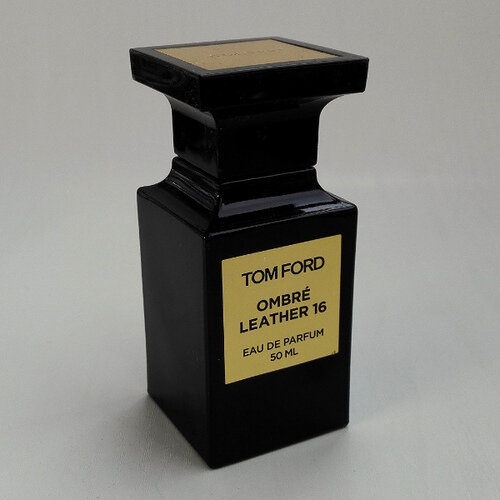 TOM FORD
OMBRÉ
LEATHER 16
EAU DE PARFUM
50 ML